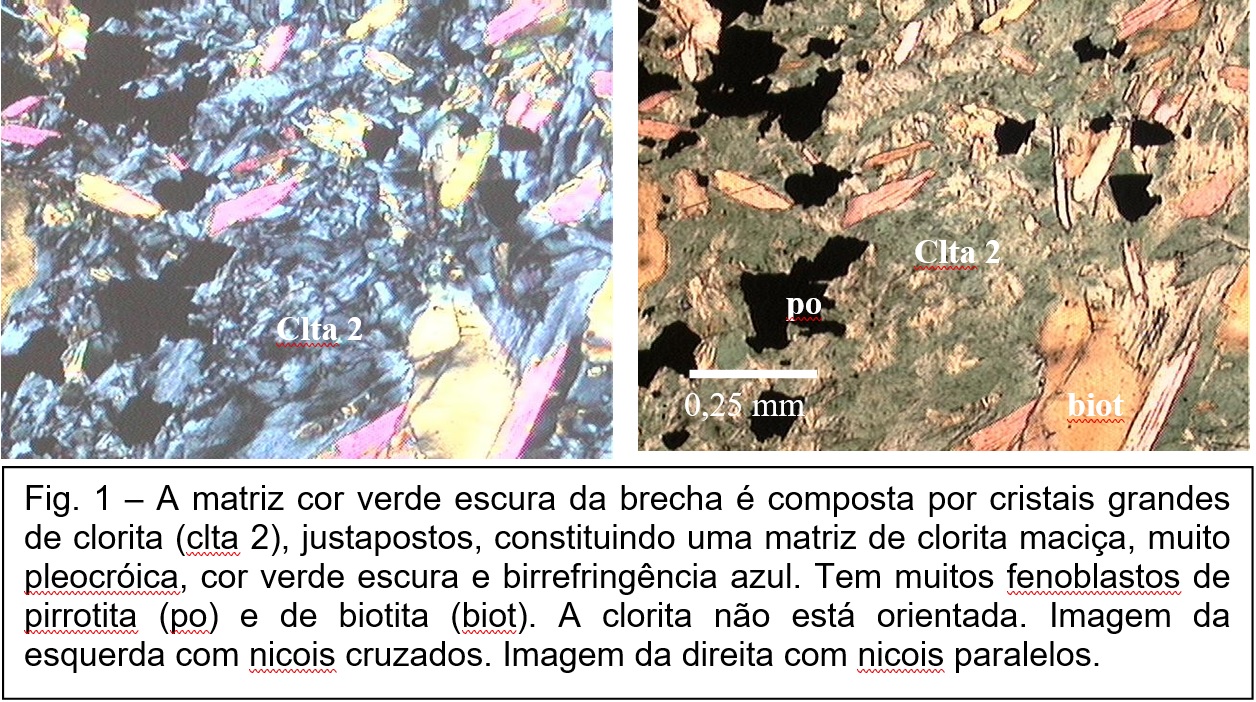 Clta 2
Clta 2
po
0,25 mm
biot
Fig. 1 – A matriz cor verde escura da brecha é composta por cristais grandes
de clorita (clta 2), justapostos, constituindo uma matriz de clorita maciça, muito
pleocróica, cor verde escura e birrefringência azul. Tem muitos fenoblastos de
pirrotita (po) e de biotita (biot). A clorita não está orientada. Imagem da
esquerda com nicois cruzados. Imagem da direita com nicois paralelos.